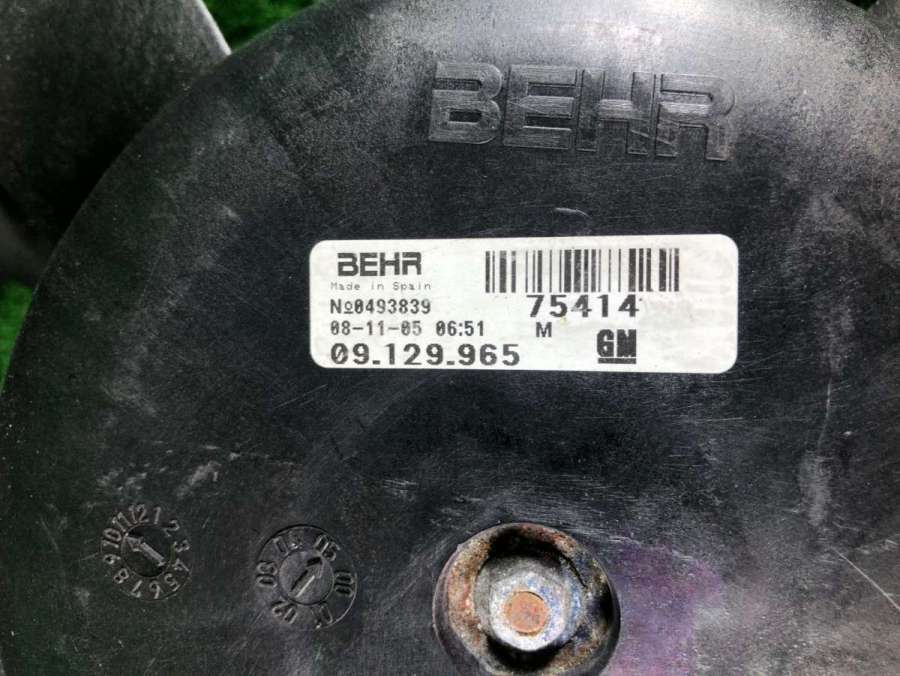 BEHR
BEHR
Made in Spain
№0493839
75414
08-11-05 06:51
M
GM
09.129.965